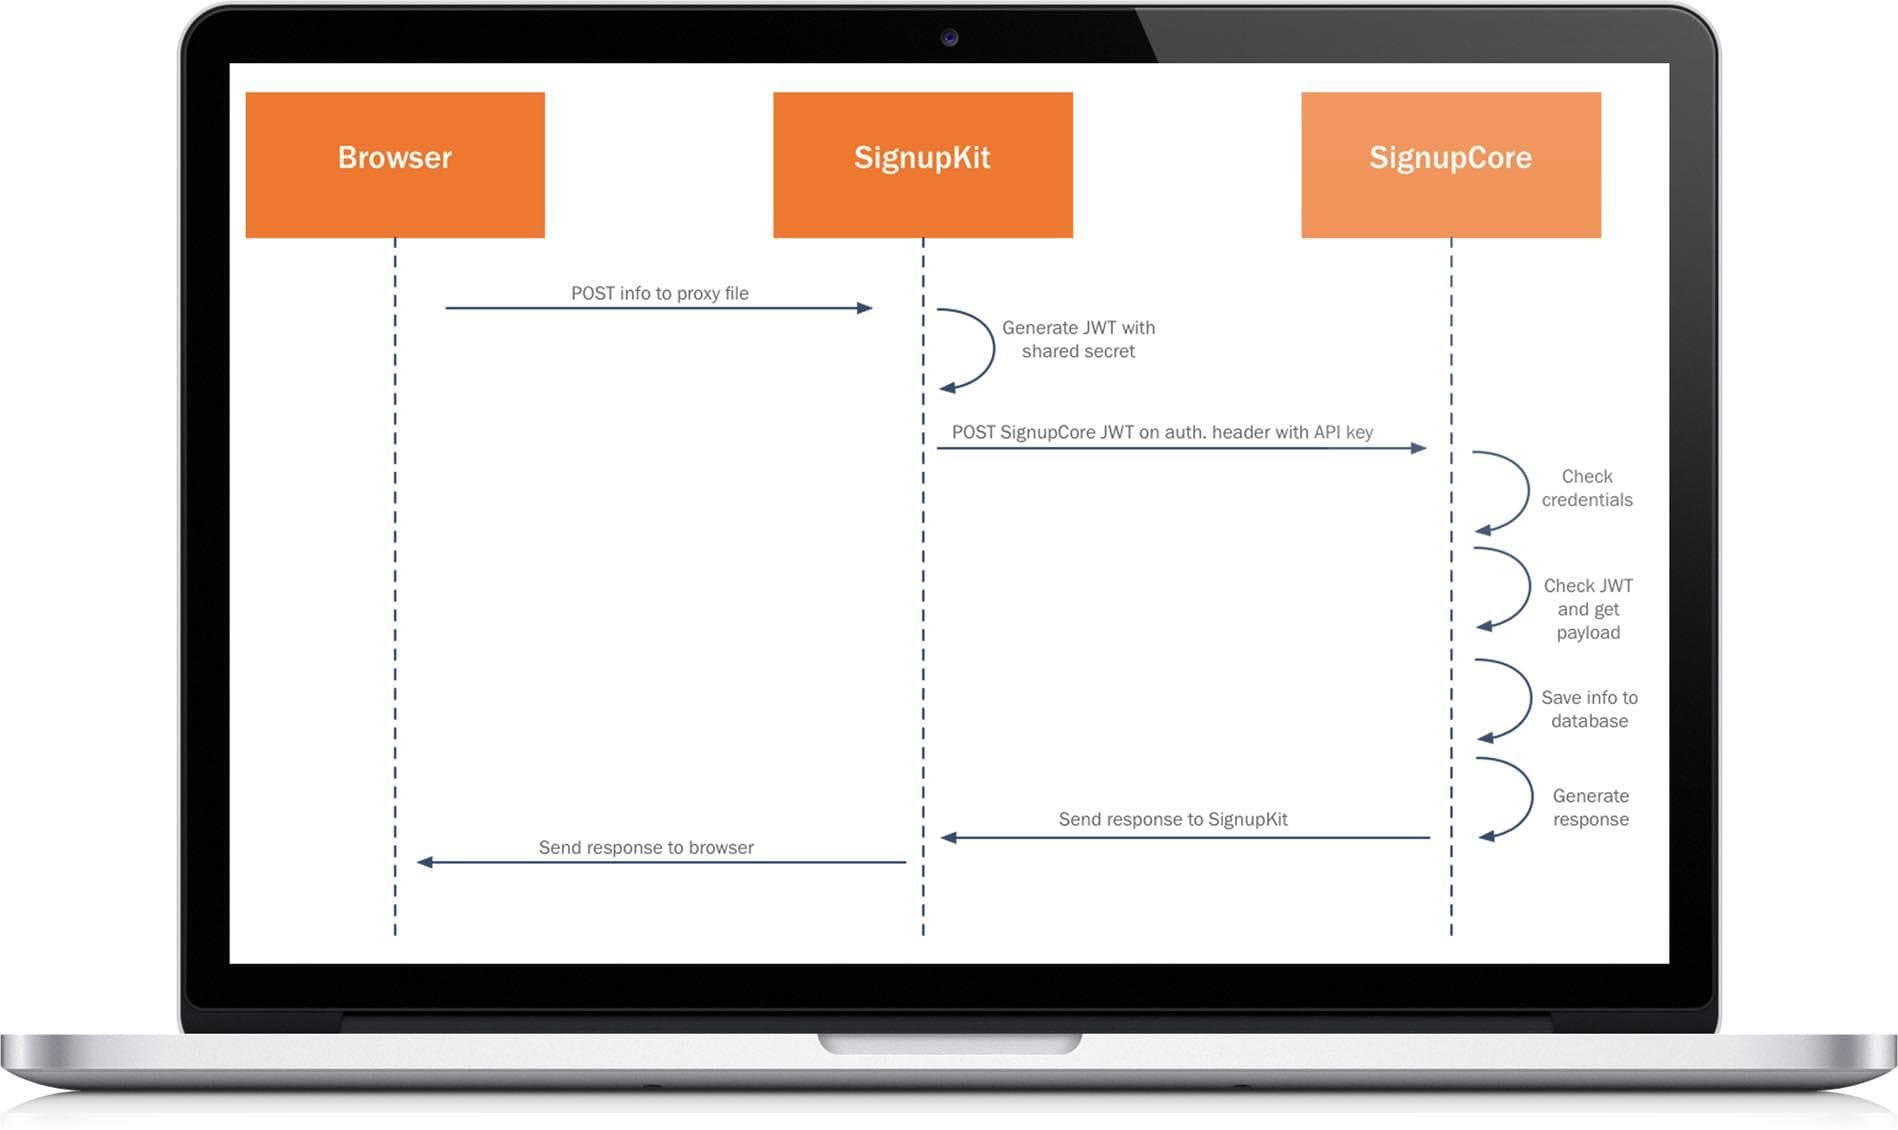 Browser
SignupKit
SignupCore
POST info to proxy file
Generate JWT with
shared secret
POST SignupCore JWT on auth. header with API key
Check
credentials
Check JWT
and get
payload
Save info to
database
Generate
response
Send response to SignupKit
Send response to browser